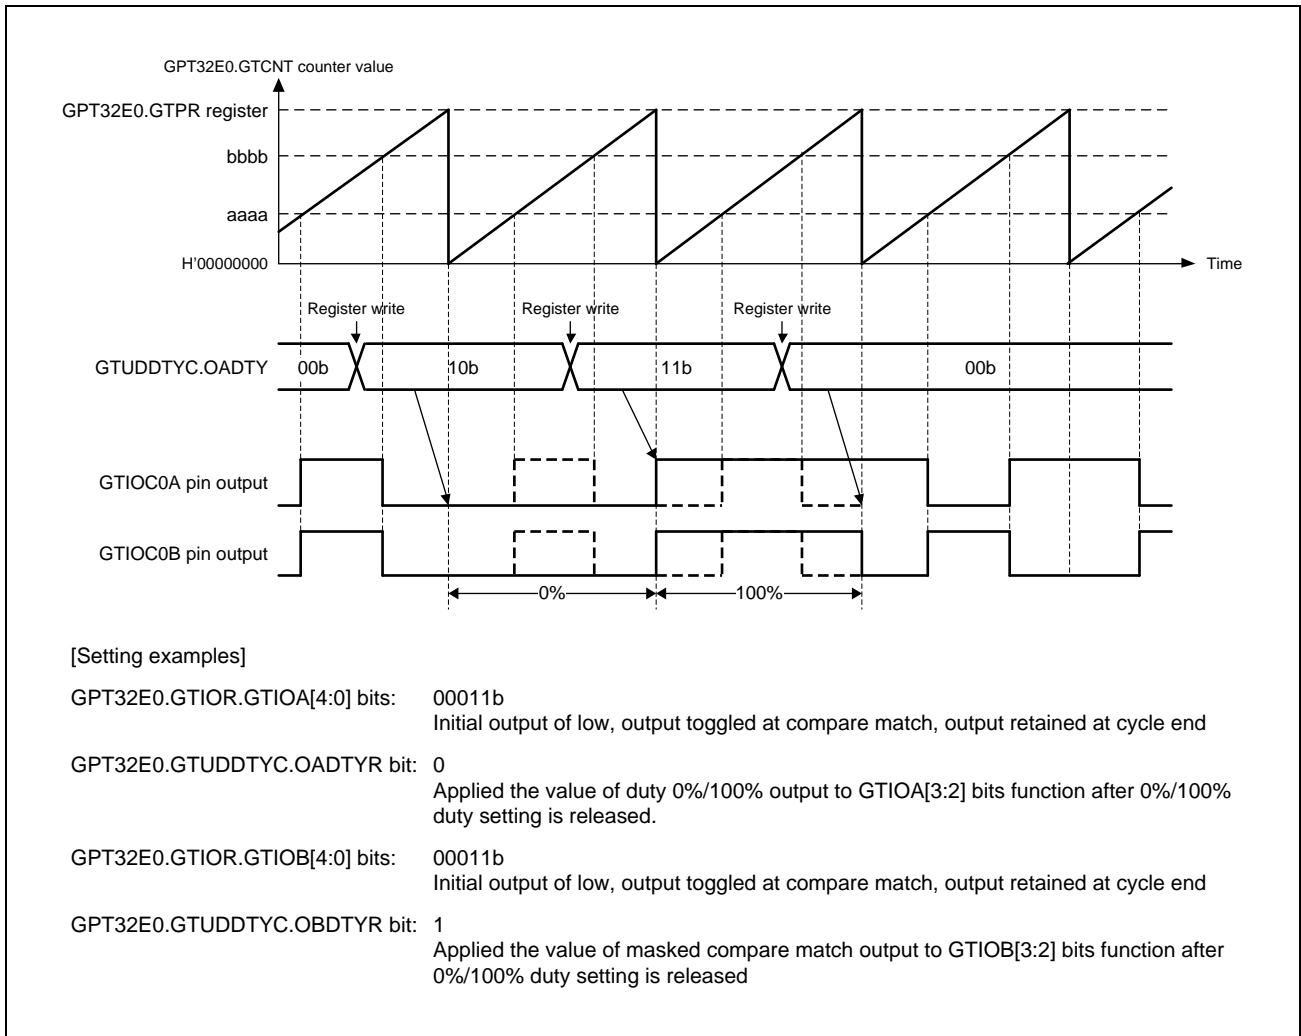 GPT32E0.GTCNT counter value
GPT32E0.GTPR register
bbbb
aaaa
H'00000000
Time
Register write
Register write
Register write
GTUDDTYC.OADTY
00b
10b
11b
00b
GTIOC0A pin output
GTIOC0B pin output
0%
100%
[Setting examples]
GPT32E0.GTIOR.GTIOA[4:0] bits: 00011b
Initial output of low, output toggled at compare match, output retained at cycle end
GPT32E0.GTUDDTYC.OADTYR bit: 0
Applied the value of duty 0%/100% output to GTIOA[3:2] bits function after 0%/100%
duty setting is released.
GPT32E0.GTIOR.GTIOB[4:0] bits: 00011b
Initial output of low, output toggled at compare match, output retained at cycle end
GPT32E0.GTUDDTYC.OBDTYR bit: 1
Applied the value of masked compare match output to GTIOB[3:2] bits function after
0%/100% duty setting is released